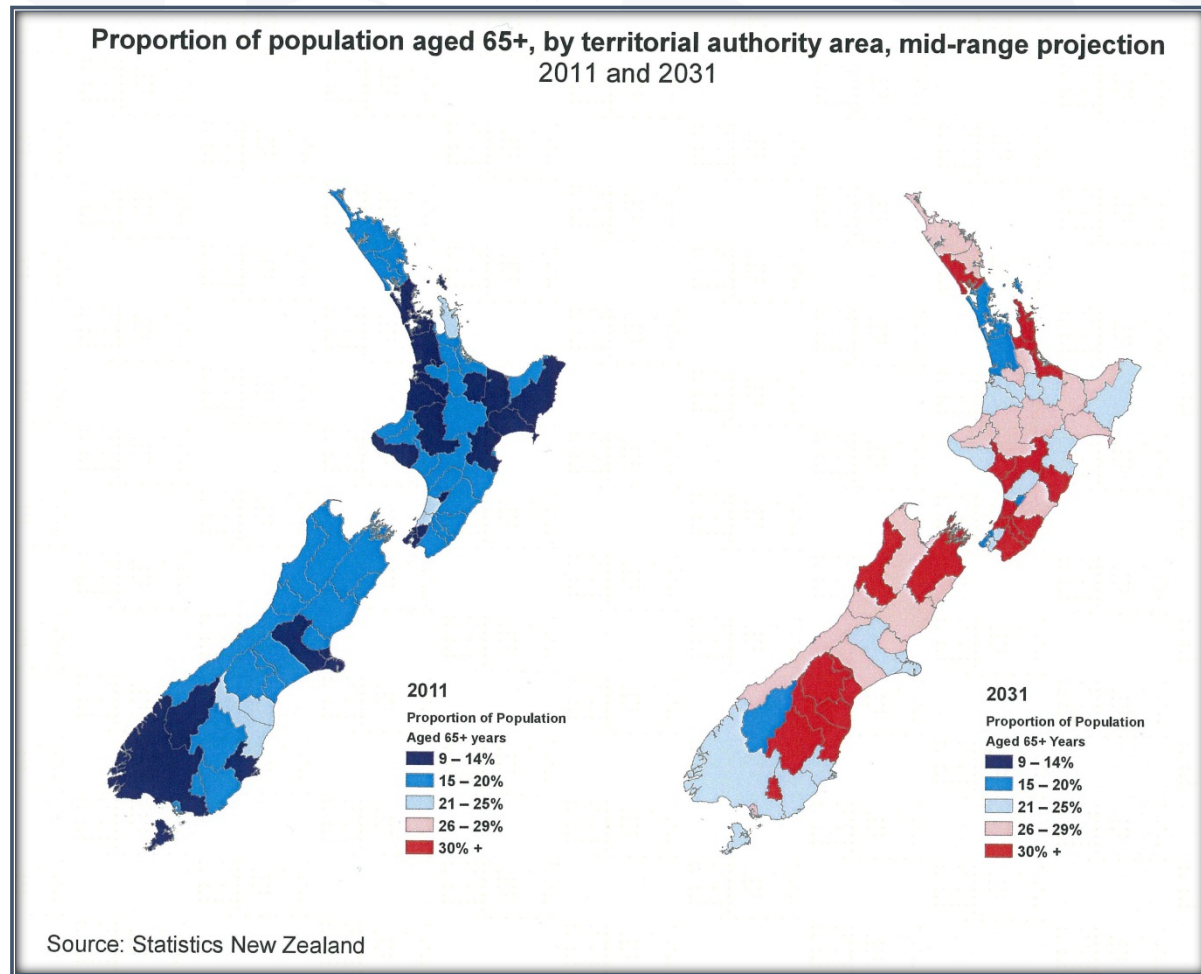 Proportion of population aged 65+, by territorial authority area, mid-range projection
2011 and 2031
2011
Proportion of Population
Aged 65+ years
9 – 14%
15 – 20%
21 – 25%
26 – 29%
30% +
2031
Proportion of Population
Aged 65+ Years
9 – 14%
15 – 20%
21 – 25%
26 – 29%
30% +
Source: Statistics New Zealand